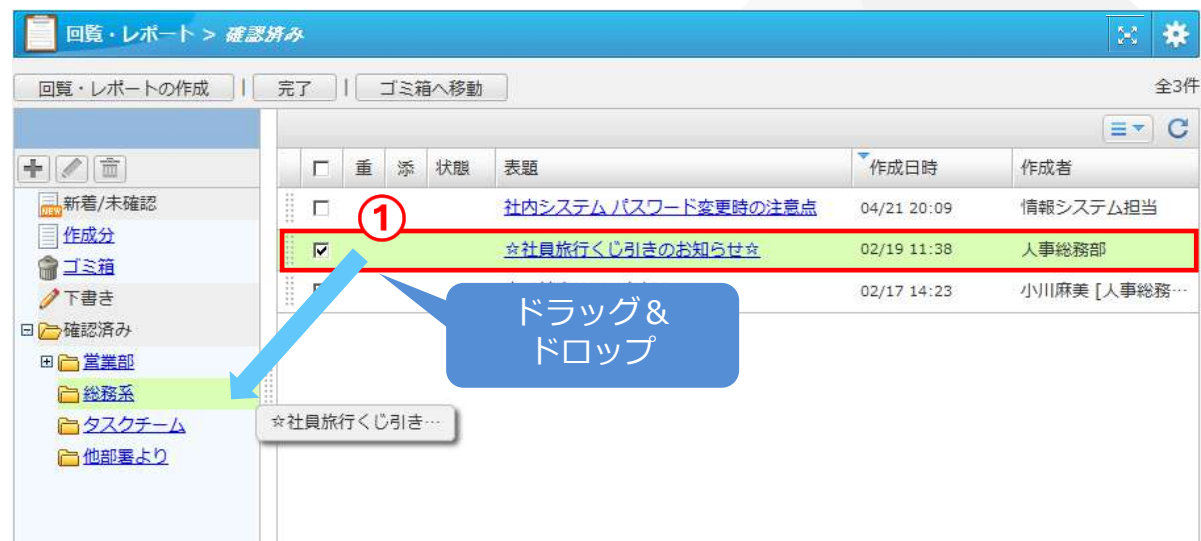 回覧・レポート > 確認済み
回覧・レポートの作成 | 完了 | ゴミ箱へ移動 全3件
重 添 状態 表題 作成日時 作成者
NEW 新着/未確認
作成分
ゴミ箱
下書き
確認済み
営業部
総務系
タスクチーム
他部署より
社内システム パスワード変更時の注意点 04/21 20:09 情報システム担当
①
☆社員旅行くじ引きのお知らせ☆ 02/19 11:38 人事総務部
02/17 14:23 小川麻美 [人事総務…
ドラッグ&
ドロップ
☆社員旅行くじ引き…